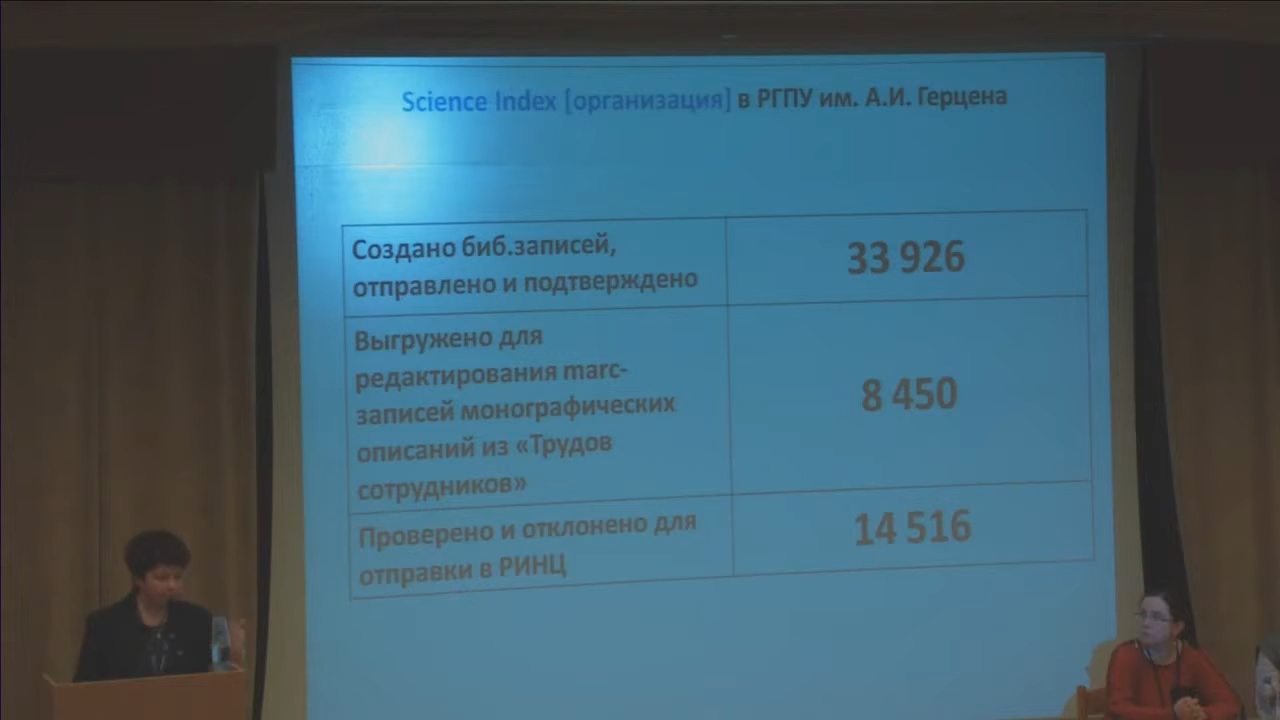 Science Index [организация] в РГПУ им. А.И. Герцена
Создано биб.записей,
отправлено и подтверждено
33 926
Выгружено для
редактирования marc-
записей монографических
описаний из «Трудов
сотрудников»
8 450
Проверено и отклонено для
отправки в РИНЦ
14 516